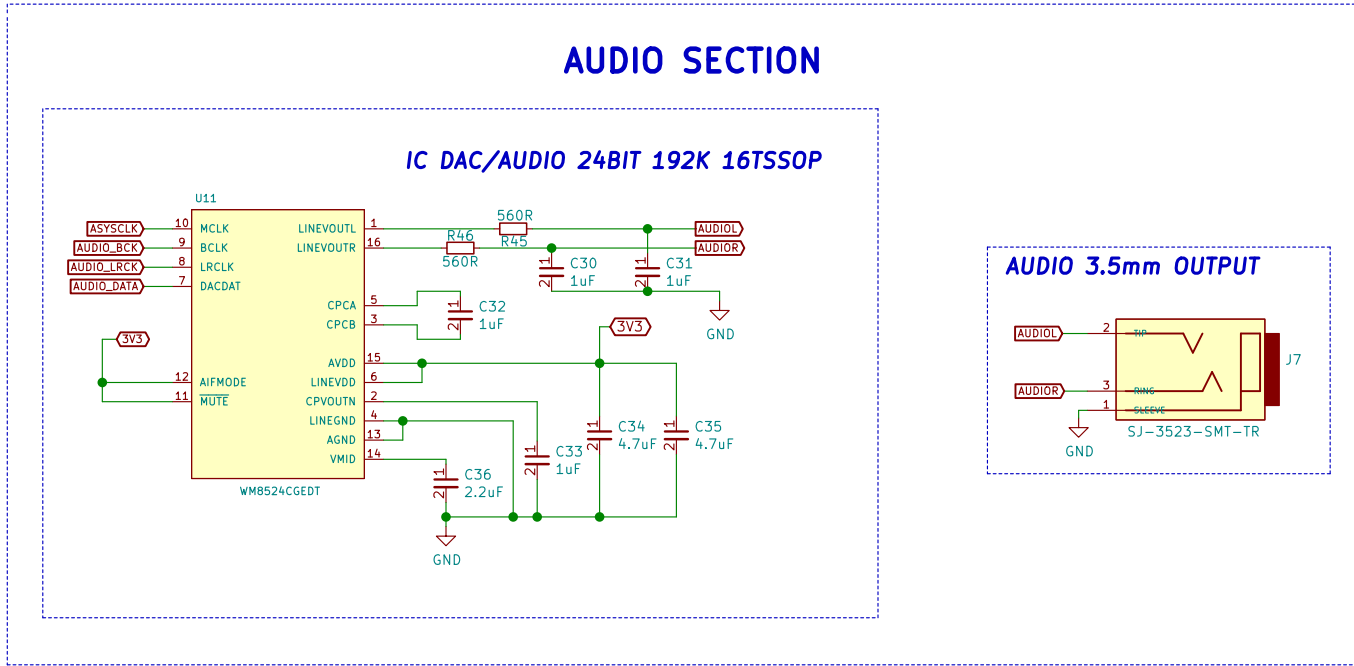 AUDIO SECTION
IC DAC/AUDIO 24BIT 192K 16TSSOP
U11
ASYSCLK 10 MCLK LINEVOUTL 1 560R R45 AUDIOL
AUDIO_BCK 9 BCLK LINEVOUTR 16 R46 560R AUDIOR
AUDIO_LRCK 8 LRCLK
AUDIO_DATA 7 DACDAT
1 2 C30 1uF
1 2 C31 1uF
GND
CPCA 5
CPCB 3
1 2 C32 1uF
3V3
3V3
AVDD 15
12 AIFMODE LINEVDD 6
11 MUTE CPVOUTN 2
LINEGND 4
AGND 13
VMID 14
1 2 C34 4.7uF
1 2 C35 4.7uF
1 2 C33 1uF
1 2 C36 2.2uF
WM8524CGEDT
GND
AUDIO 3.5mm OUTPUT
AUDIOL 2 TIP
J7
AUDIOR 3 RING
1 SLEEVE
SJ-3523-SMT-TR
GND